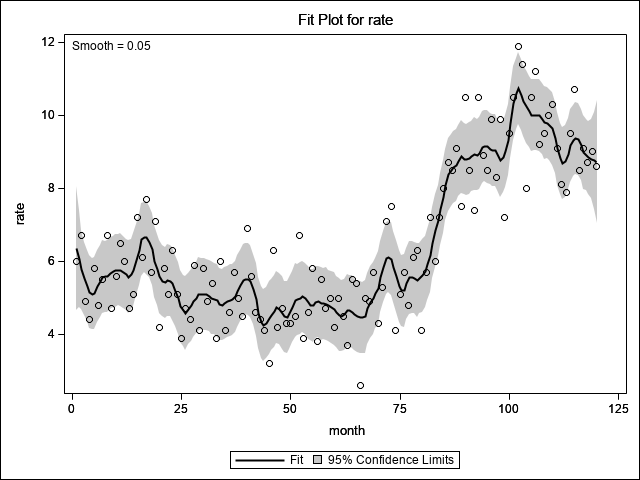 Fit Plot for rate
Smooth = 0.05
12
10
8
6
4
rate
0 25 50 75 100 125
month
Fit 95% Confidence Limits